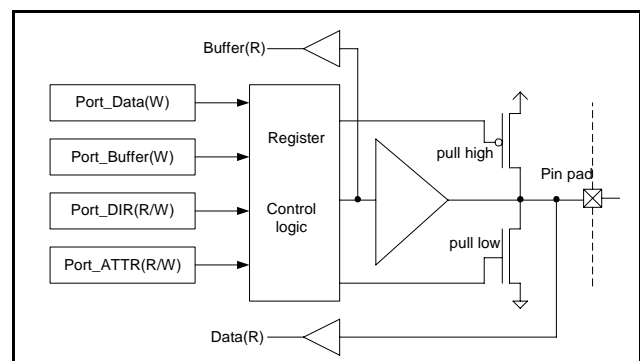 Buffer(R)
Port_Data(W)
Port_Buffer(W)
Port_DIR(R/W)
Port_ATTR(R/W)
Register
Control
logic
pull high
Pin pad
pull low
Data(R)